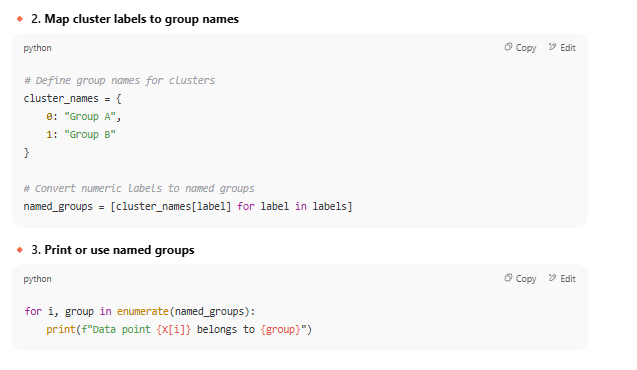 2. Map cluster labels to group names
python
Copy
Edit
# Define group names for clusters
cluster_names = {
    0: "Group A",
    1: "Group B"
}
# Convert numeric labels to named groups
named_groups = [cluster_names[label] for label in labels]
3. Print or use named groups
python
Copy
Edit
for i, group in enumerate(named_groups):
    print(f"Data point {X[i]} belongs to {group}")